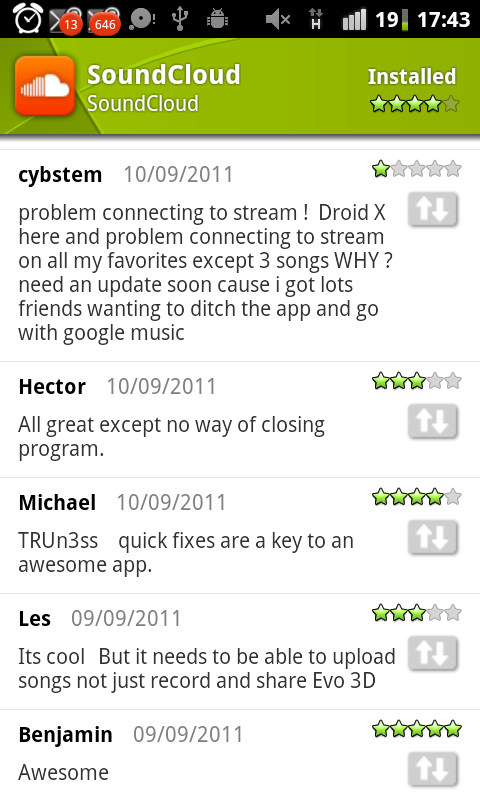 13 646 H 19 17:43
SoundCloud Installed
SoundCloud
cybstem 10/09/2011
problem connecting to stream ! Droid X
here and problem connecting to stream
on all my favorites except 3 songs WHY ?
need an update soon cause i got lots
friends wanting to ditch the app and go
with google music
Hector 10/09/2011
All great except no way of closing
program.
Michael 10/09/2011
TRUn3ss quick fixes are a key to an
awesome app.
Les 09/09/2011
Its cool But it needs to be able to upload
songs not just record and share Evo 3D
Benjamin 09/09/2011
Awesome